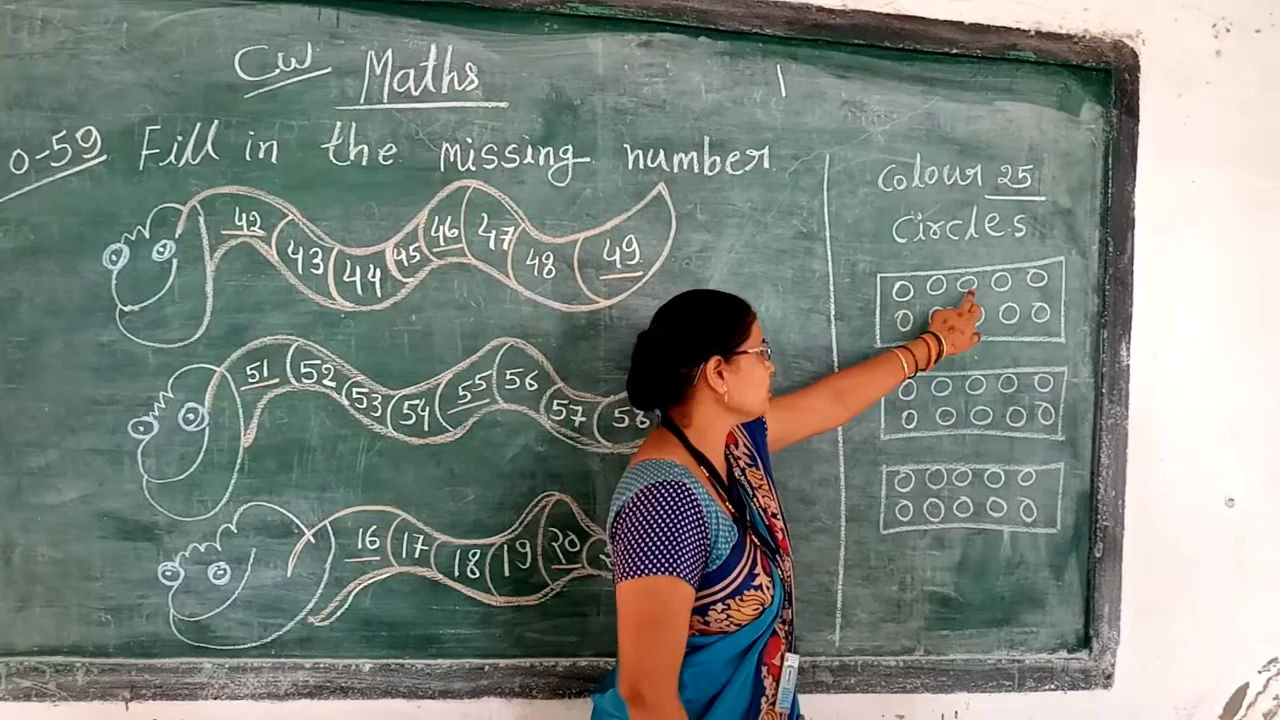 CW Maths
0-59 Fill in the missing number
42 43 44 45 46 47 48 49
51 52 53 54 55 56 57 58
16 17 18 19 20
Colour 25
Circles